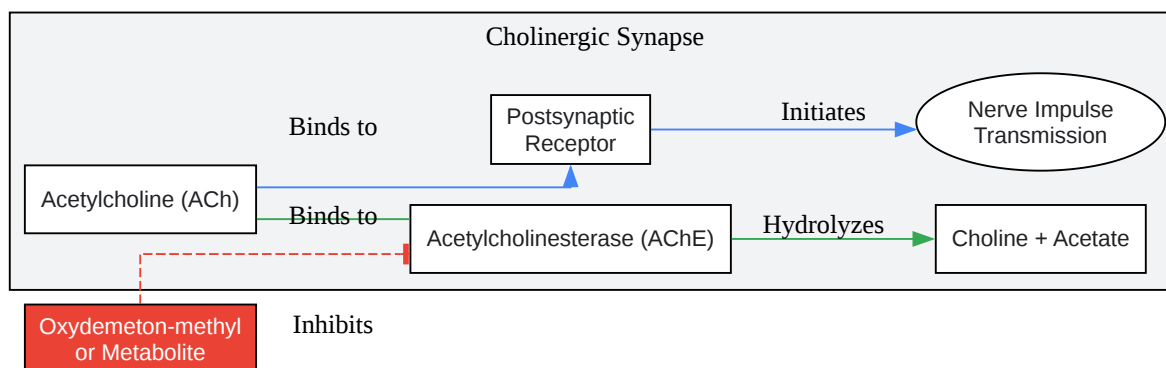 Cholinergic Synapse
Binds to
Postsynaptic
Receptor
Initiates
Nerve Impulse
Transmission
Acetylcholine (ACh)
Binds to
Acetylcholinesterase (AChE)
Hydrolyzes
Choline + Acetate
Oxydemeton-methyl
or Metabolite
Inhibits